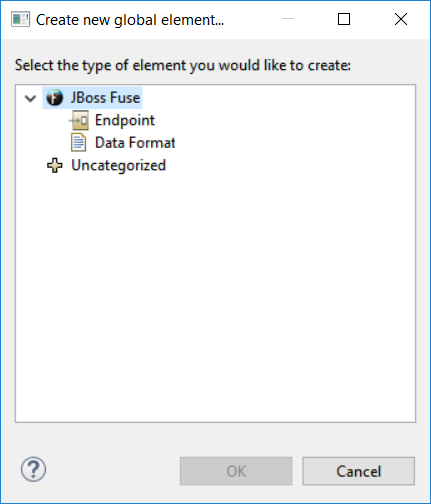 Create new global element...
Select the type of element you would like to create:
JBoss Fuse
Endpoint
Data Format
Uncategorized
OK
Cancel